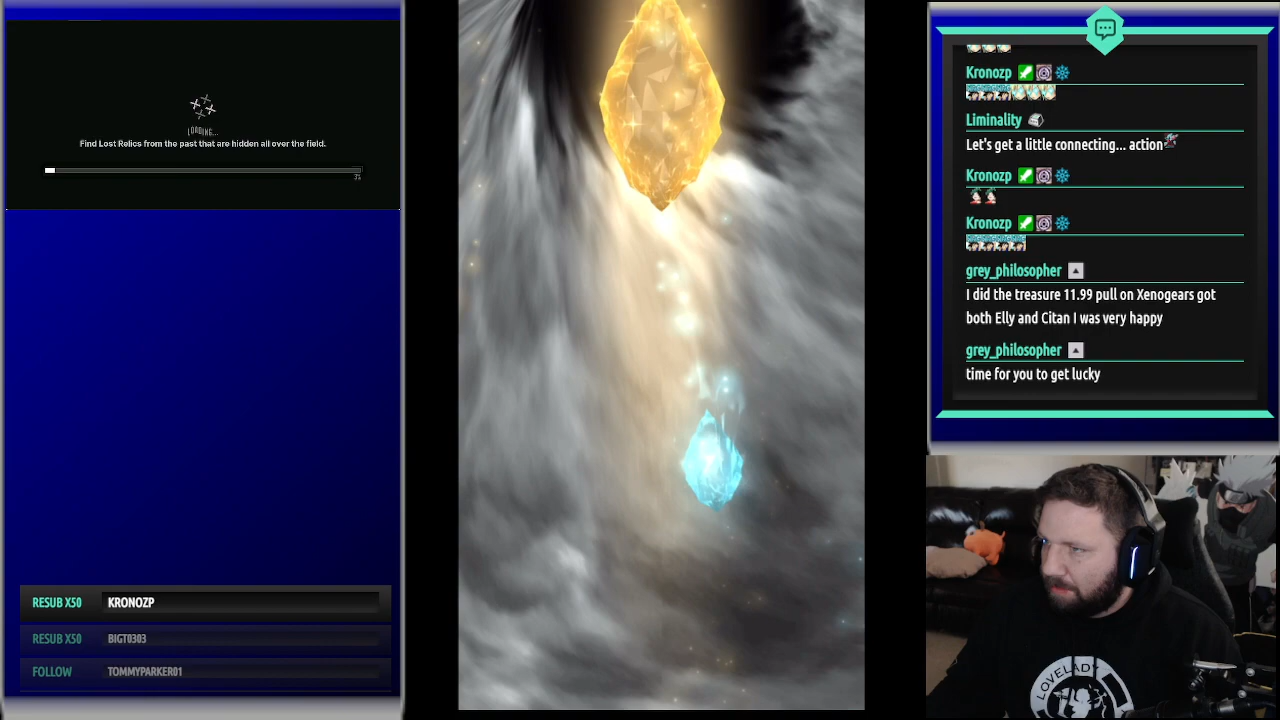 LOADING...
Find Lost Relics from the past that are hidden all over the field.
3%
RESUB X50 KRONOZP
RESUB X50 BIGT0303
FOLLOW TOMMYPARKER01
Kronozp
Liminality
Let's get a little connecting... action
Kronozp
Kronozp
grey_philosopher
I did the treasure 11.99 pull on Xenogears got
both Elly and Citan I was very happy
grey_philosopher
time for you to get lucky
LOVELADY